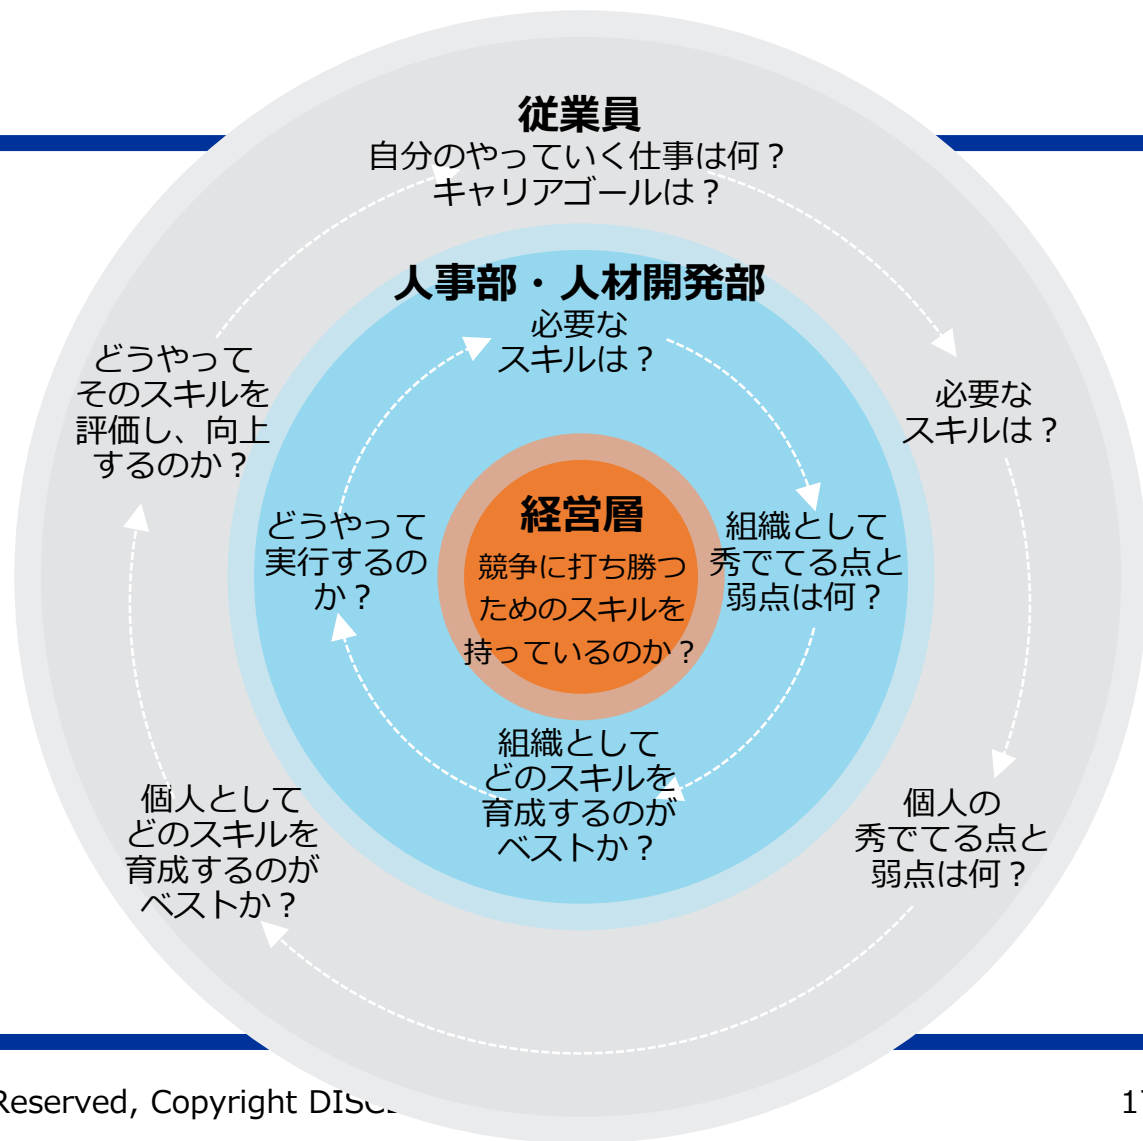 従業員
自分のやっていく仕事は何？
キャリアゴールは？
人事部・人材開発部
必要な
スキルは？
どうやって
そのスキルを
評価し、向上
するのか？
必要な
スキルは？
経営層
競争に打ち勝つ
ためのスキルを
持っているのか？
どうやって
実行するの
か？
組織として
秀でてる点と
弱点は何？
組織として
どのスキルを
育成するのが
ベストか？
個人として
どのスキルを
育成するのが
ベストか？
個人の
秀でてる点と
弱点は何？
Reserved, Copyright